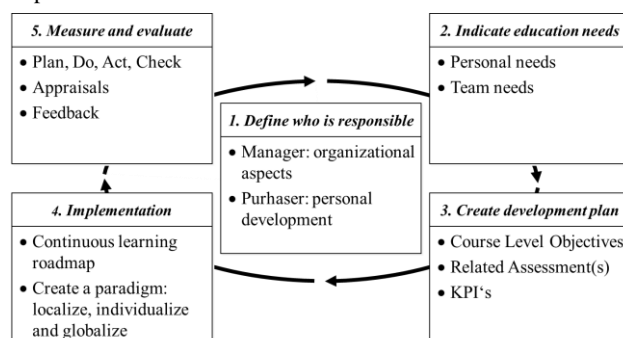 5. Measure and evaluate
• Plan, Do, Act, Check
• Appraisals
• Feedback
2. Indicate education needs
• Personal needs
• Team needs
1. Define who is responsible
• Manager: organizational
aspects
• Purhaser: personal
development
4. Implementation
• Continuous learning
roadmap
• Create a paradigm:
localize, individualize
and globalize
3. Create development plan
• Course Level Objectives
• Related Assessment(s)
• KPI‘s